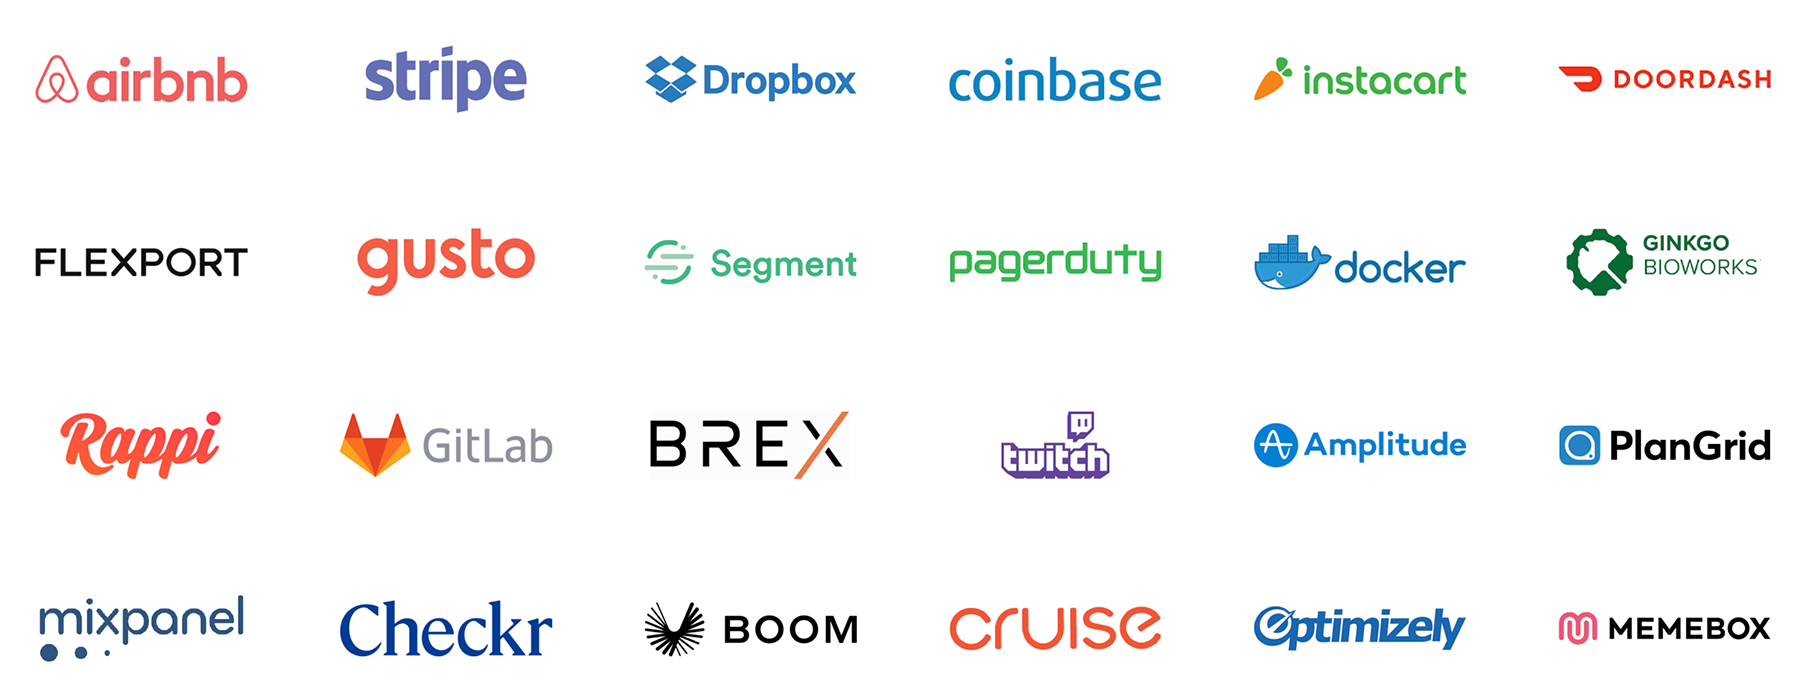 airbnb
stripe
Dropbox
coinbase
instacart
DOORDASH
FLEXPORT
gusto
Segment
pagerduty
docker
GINKGO
BIOWORKS
Rappi
GitLab
BREX
twitch
Amplitude
PlanGrid
mixpanel
Checkr
BOOM
cruise
Optimizely
MEMEBOX